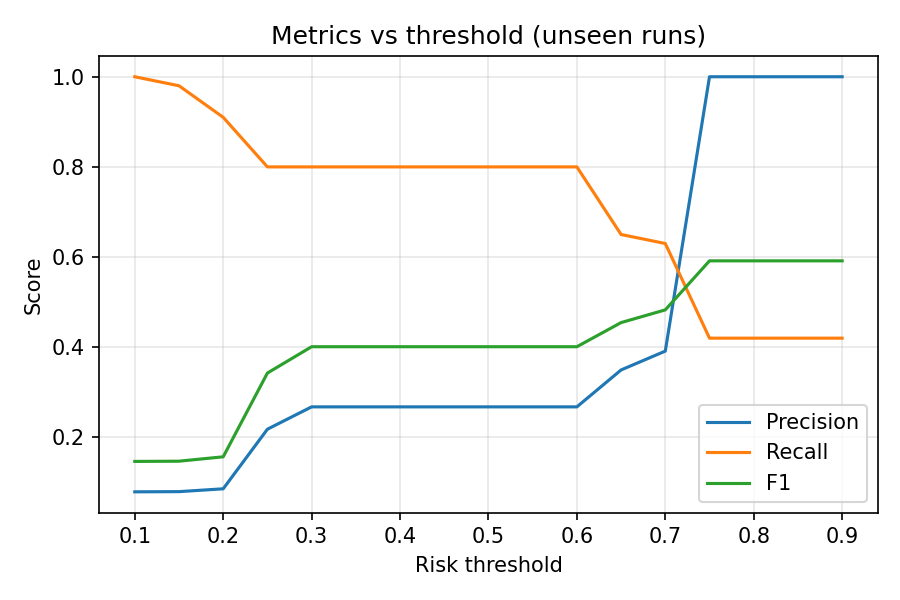 Metrics vs threshold (unseen runs)
1.0
0.8
0.6
0.4
0.2
Score
Precision
Recall
F1
0.1 0.2 0.3 0.4 0.5 0.6 0.7 0.8 0.9
Risk threshold